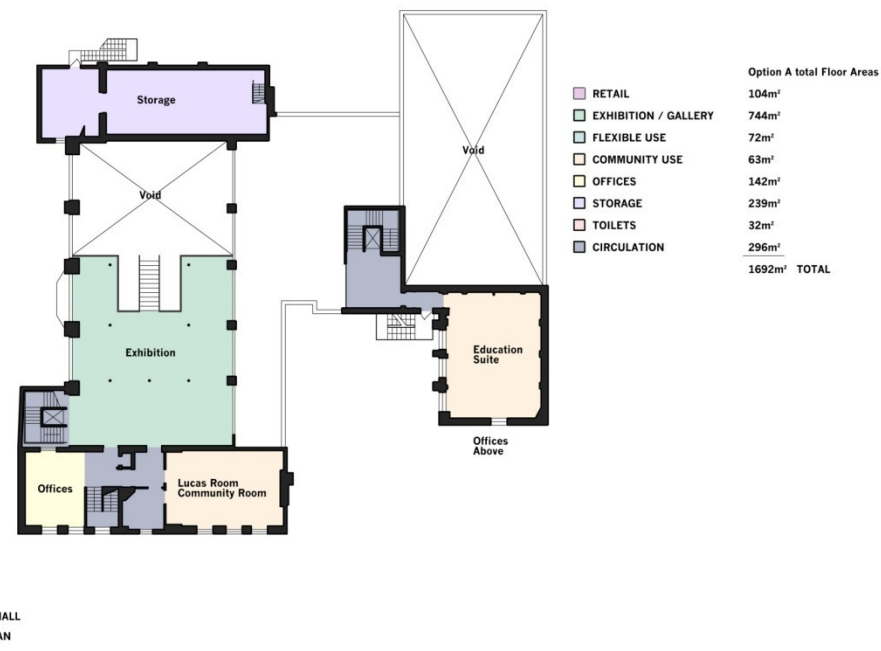 Option A total Floor Areas
RETAIL 104m²
EXHIBITION / GALLERY 744m²
FLEXIBLE USE 72m²
COMMUNITY USE 63m²
OFFICES 142m²
STORAGE 239m²
TOILETS 32m²
CIRCULATION 296m²
1692m² TOTAL
Storage
Void
Void
Exhibition
Education
Suite
Offices
Above
Offices
Lucas Room
Community Room